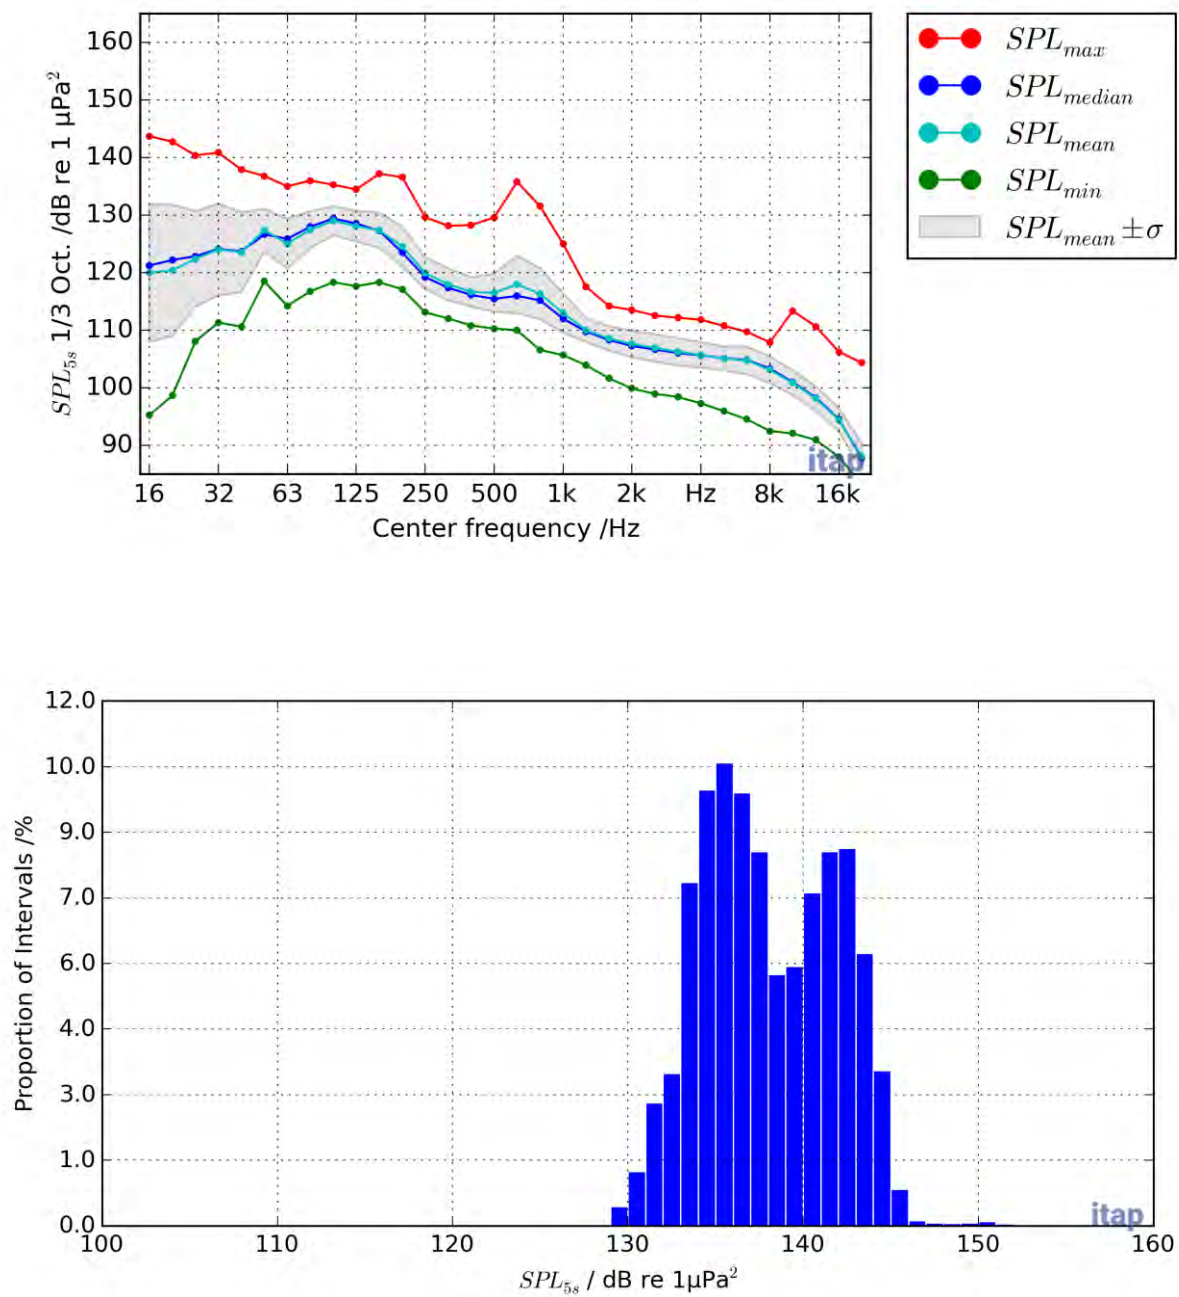 160
150
140
130
120
110
100
90
SPL5s 1/3 Oct. /dB re 1 µPa²
16 32 63 125 250 500 1k 2k Hz 8k 16k
Center frequency /Hz
itap
SPLmax
SPLmedian
SPLmean
SPLmin
SPLmean ±σ
12.0
10.0
9.0
7.0
6.0
4.0
3.0
1.0
0.0
Proportion of Intervals /%
100 110 120 130 140 150 160
SPL5s / dB re 1µPa²
itap